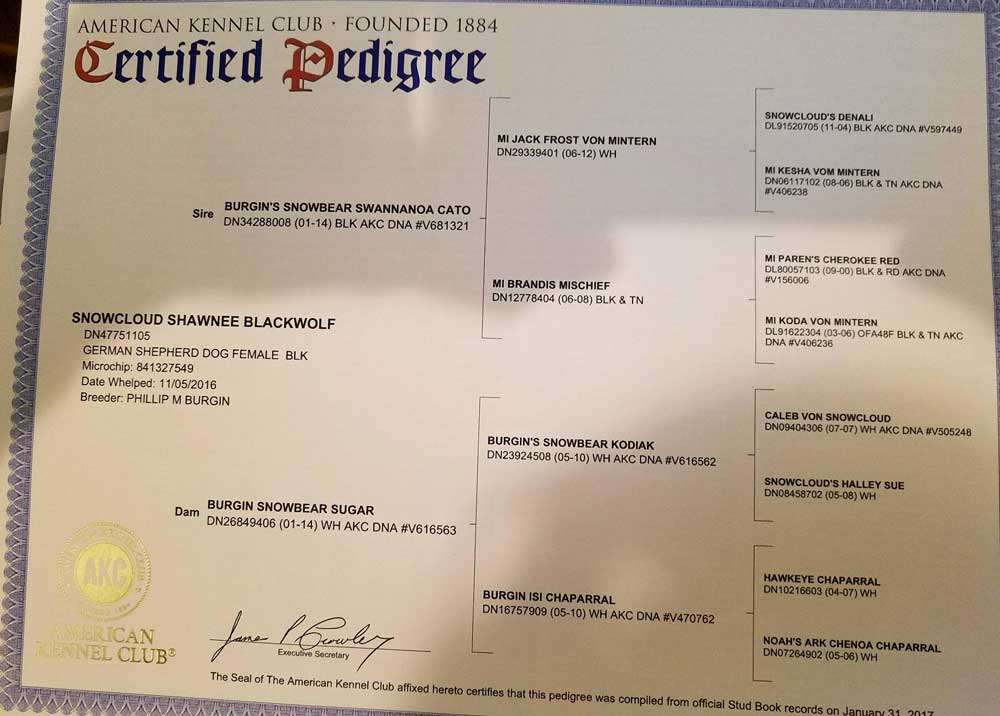 AMERICAN KENNEL CLUB · FOUNDED 1884
Certified Pedigree
SNOWCLOUD SHAWNEE BLACKWOLF
DN47751105
GERMAN SHEPHERD DOG FEMALE BLK
Microchip: 841327549
Date Whelped: 11/05/2016
Breeder: PHILLIP M BURGIN
Sire
BURGIN'S SNOWBEAR SWANNANOA CATO
DN34288008 (01-14) BLK AKC DNA #V681321
Dam
BURGIN SNOWBEAR SUGAR
DN26849406 (01-14) WH AKC DNA #V616563
MI JACK FROST VON MINTERN
DN29339401 (06-12) WH
MI BRANDIS MISCHIEF
DN12778404 (06-08) BLK & TN
BURGIN'S SNOWBEAR KODIAK
DN23924508 (05-10) WH AKC DNA #V616562
BURGIN ISI CHAPARRAL
DN16757909 (05-10) WH AKC DNA #V470762
SNOWCLOUD'S DENALI
DL91520705 (11-04) BLK AKC DNA #V597449
MI KESHA VOM MINTERN
DN06117102 (08-06) BLK & TN AKC DNA
#V406238
MI PAREN'S CHEROKEE RED
DL80057103 (09-00) BLK & RD AKC DNA
#V156006
MI KODA VON MINTERN
DL91622304 (03-06) OFA48F BLK & TN AKC
DNA #V406236
CALEB VON SNOWCLOUD
DN09404306 (07-07) WH AKC DNA #V505248
SNOWCLOUD'S HALLEY SUE
DN08458702 (05-08) WH
HAWKEYE CHAPARRAL
DN10216603 (04-07) WH
NOAH'S ARK CHENOA CHAPARRAL
DN07264902 (05-06) WH
AKC
AMERICAN
KENNEL CLUB®
James P Crowley
Executive Secretary
The Seal of The American Kennel Club affixed hereto certifies that this pedigree was compiled from official Stud Book records on January 31, 2017